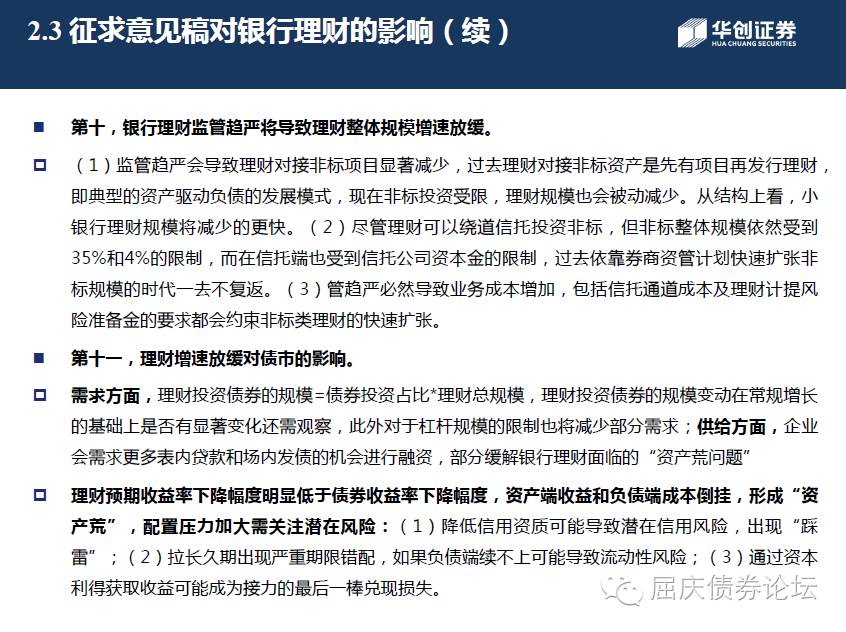 2.3 征求意见稿对银行理财的影响（续）
华创证券
HUA CHUANG SECURITIES
第十，银行理财监管趋严将导致理财整体规模增速放缓。
（1）监管趋严会导致理财对接非标项目显著减少，过去理财对接非标资产是先有项目再发行理财，
即典型的资产驱动负债的发展模式，现在非标投资受限，理财规模也会被动减少。从结构上看，小
银行理财规模将减少的更快。（2）尽管理财可以绕道信托投资非标，但非标整体规模依然受到
35%和4%的限制，而在信托端也受到信托公司资本金的限制，过去依靠券商资管计划快速扩张非
标规模的时代一去不复返。（3）管趋严必然导致业务成本增加，包括信托通道成本及理财计提风
险准备金的要求都会约束非标类理财的快速扩张。
第十一，理财增速放缓对债市的影响。
需求方面，理财投资债券的规模=债券投资占比*理财总规模，理财投资债券的规模变动在常规增长
的基础上是否有显著变化还需观察，此外对于杠杆规模的限制也将减少部分需求；供给方面，企业
会需求更多表内贷款和场内发债的机会进行融资，部分缓解银行理财面临的“资产荒问题”
理财预期收益率下降幅度明显低于债券收益率下降幅度，资产端收益和负债端成本倒挂，形成“资
产荒”，配置压力加大需关注潜在风险：（1）降低信用资质可能导致潜在信用风险，出现“踩
雷”；（2）拉长久期出现严重期限错配，如果负债端续不上可能导致流动性风险；（3）通过资本
利得获取收益可能成为接力的最后一棒兑现损失。
屈庆债券论坛